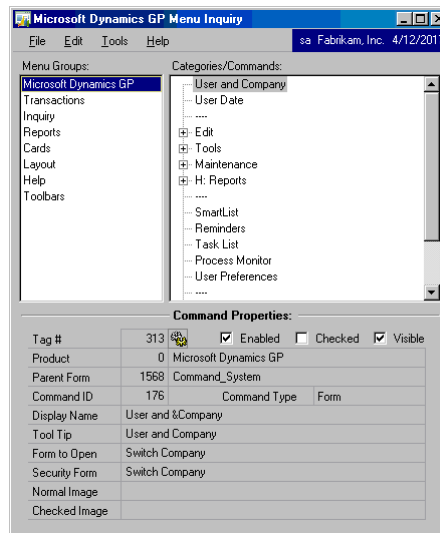 Microsoft Dynamics GP Menu Inquiry
File Edit Tools Help sa Fabrikam, Inc. 4/12/201
Menu Groups: Categories/Commands:
Microsoft Dynamics GP
Transactions
Inquiry
Reports
Cards
Layout
Help
Toolbars
User and Company
User Date
----
Edit
Tools
Maintenance
H: Reports
----
SmartList
Reminders
Task List
Process Monitor
User Preferences
----
Command Properties:
Tag # 313 Enabled Checked Visible
Product 0 Microsoft Dynamics GP
Parent Form 1568 Command_System
Command ID 176 Command Type Form
Display Name User and &Company
Tool Tip User and Company
Form to Open Switch Company
Security Form Switch Company
Normal Image
Checked Image